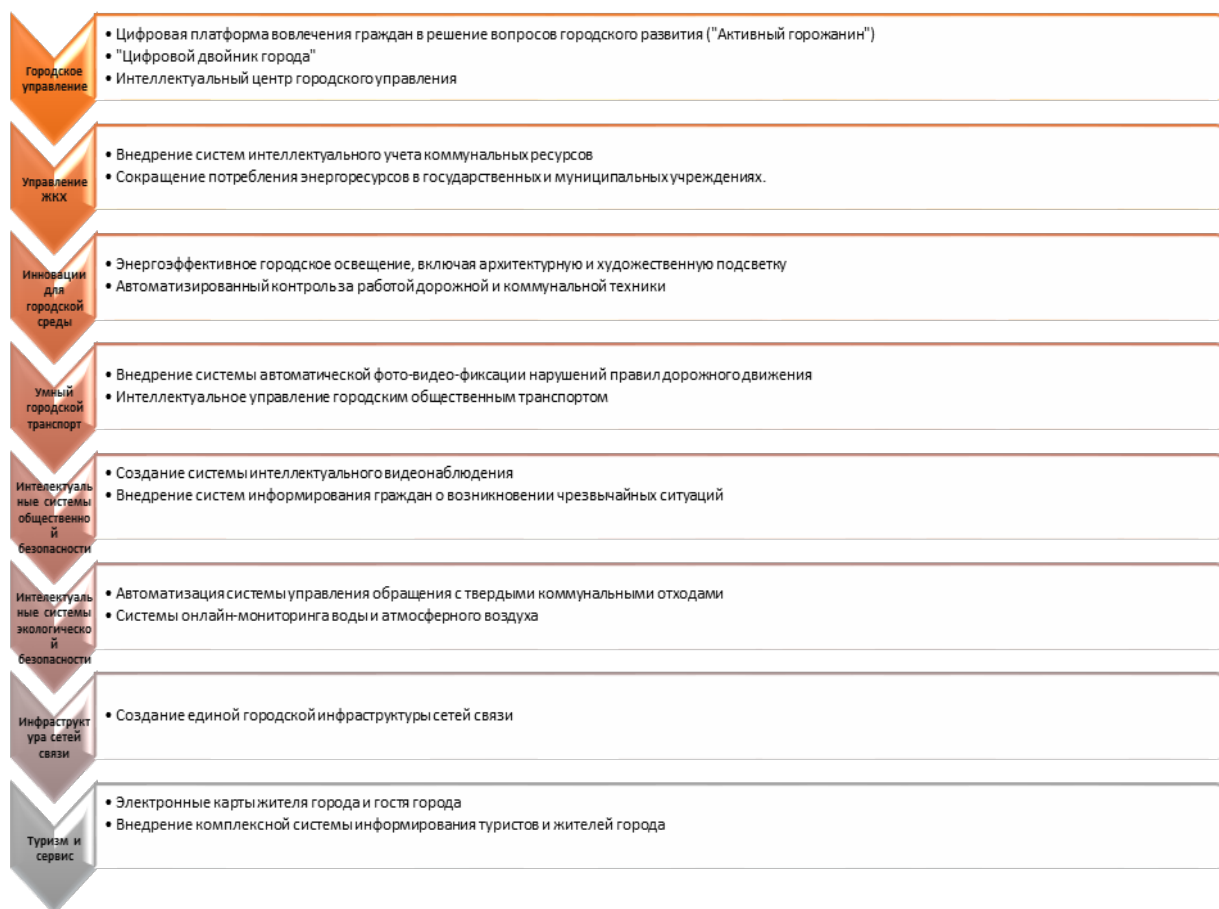 Городское
управление
• Цифровая платформа вовлечения граждан в решение вопросов городского развития ("Активный горожанин")
• "Цифровой двойник города"
• Интеллектуальный центр городского управления
Управление
ЖКХ
• Внедрение систем интеллектуального учета коммунальных ресурсов
• Сокращение потребления энергоресурсов в государственных и муниципальных учреждениях.
Инновации
для
городской
среды
• Энергоэффективное городское освещение, включая архитектурную и художественную подсветку
• Автоматизированный контроль за работой дорожной и коммунальной техники
Умный
городской
транспорт
• Внедрение системы автоматической фото-видео-фиксации нарушений правил дорожного движения
• Интеллектуальное управление городским общественным транспортом
Интелектуаль
ные системы
общественно
й
безопасности
• Создание системы интеллектуального видеонаблюдения
• Внедрение систем информирования граждан о возникновении чрезвычайных ситуаций
Интелектуаль
ные системы
экологическо
й
безопасности
• Автоматизация системы управления обращения с твердыми коммунальными отходами
• Системы онлайн-мониторинга воды и атмосферного воздуха
Инфраструкт
ура сетей
связи
• Создание единой городской инфраструктуры сетей связи
Туризм и
сервис
• Электронные карты жителя города и гостя города
• Внедрение комплексной системы информирования туристов и жителей города